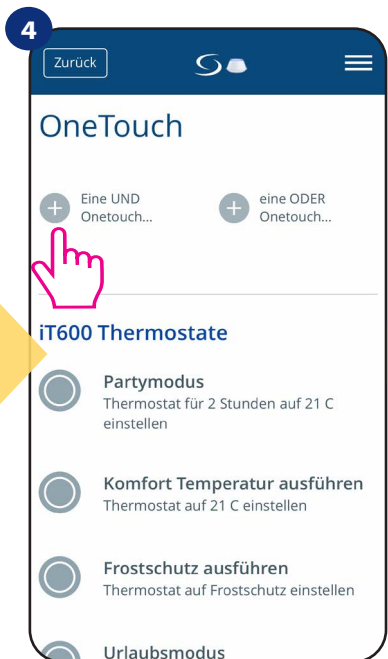 4
Zurück
OneTouch
Eine UND
Onetouch...
eine ODER
Onetouch...
iT600 Thermostate
Partymodus
Thermostat für 2 Stunden auf 21 C
einstellen
Komfort Temperatur ausführen
Thermostat auf 21 C einstellen
Frostschutz ausführen
Thermostat auf Frostschutz einstellen
Urlaubsmodus